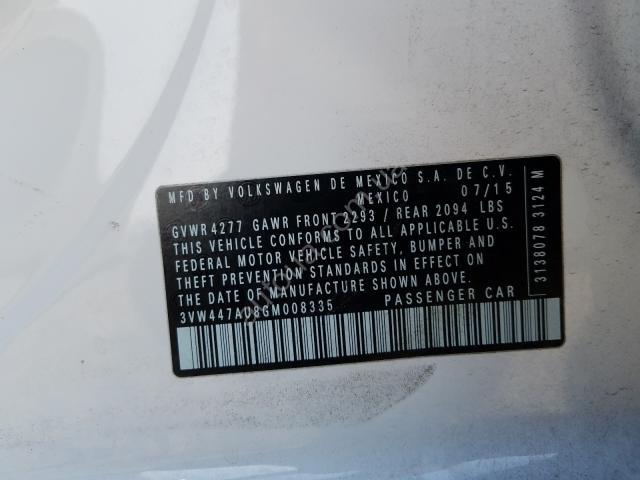 MFD BY VOLKSWAGEN DE MEXICO S.A. DE C.V.
MEXICO 07/15
GVWR 4277 GAWR FRONT 2293 / REAR 2094 LBS
THIS VEHICLE CONFORMS TO ALL APPLICABLE U.S.
FEDERAL MOTOR VEHICLE SAFETY, BUMPER AND
THEFT PREVENTION STANDARDS IN EFFECT ON
THE DATE OF MANUFACTURE SHOWN ABOVE.
3VW447AU8GM008335 PASSENGER CAR
3138078 3124 M